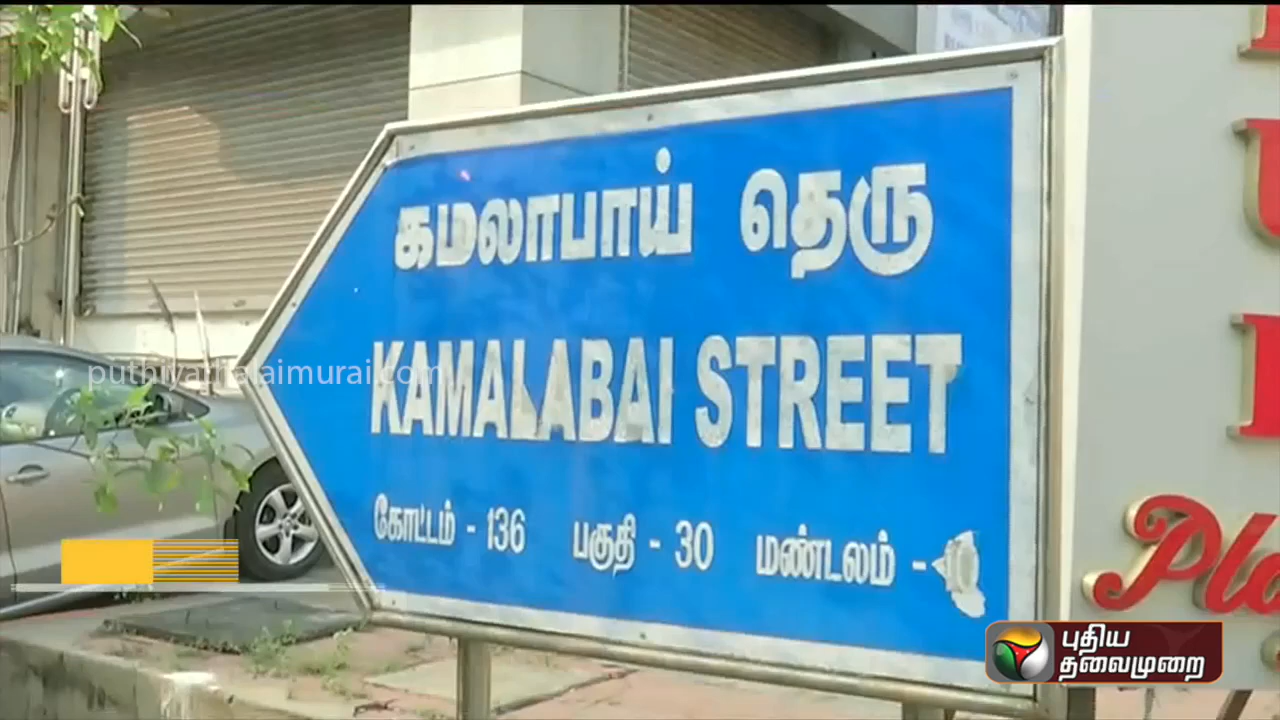 கமலாபாய் தெரு
KAMALABAI STREET
கோட்டம் - 136 பகுதி - 30 மண்டலம் -
puthiyathalaimurai.com
புதிய
தலைமுறை